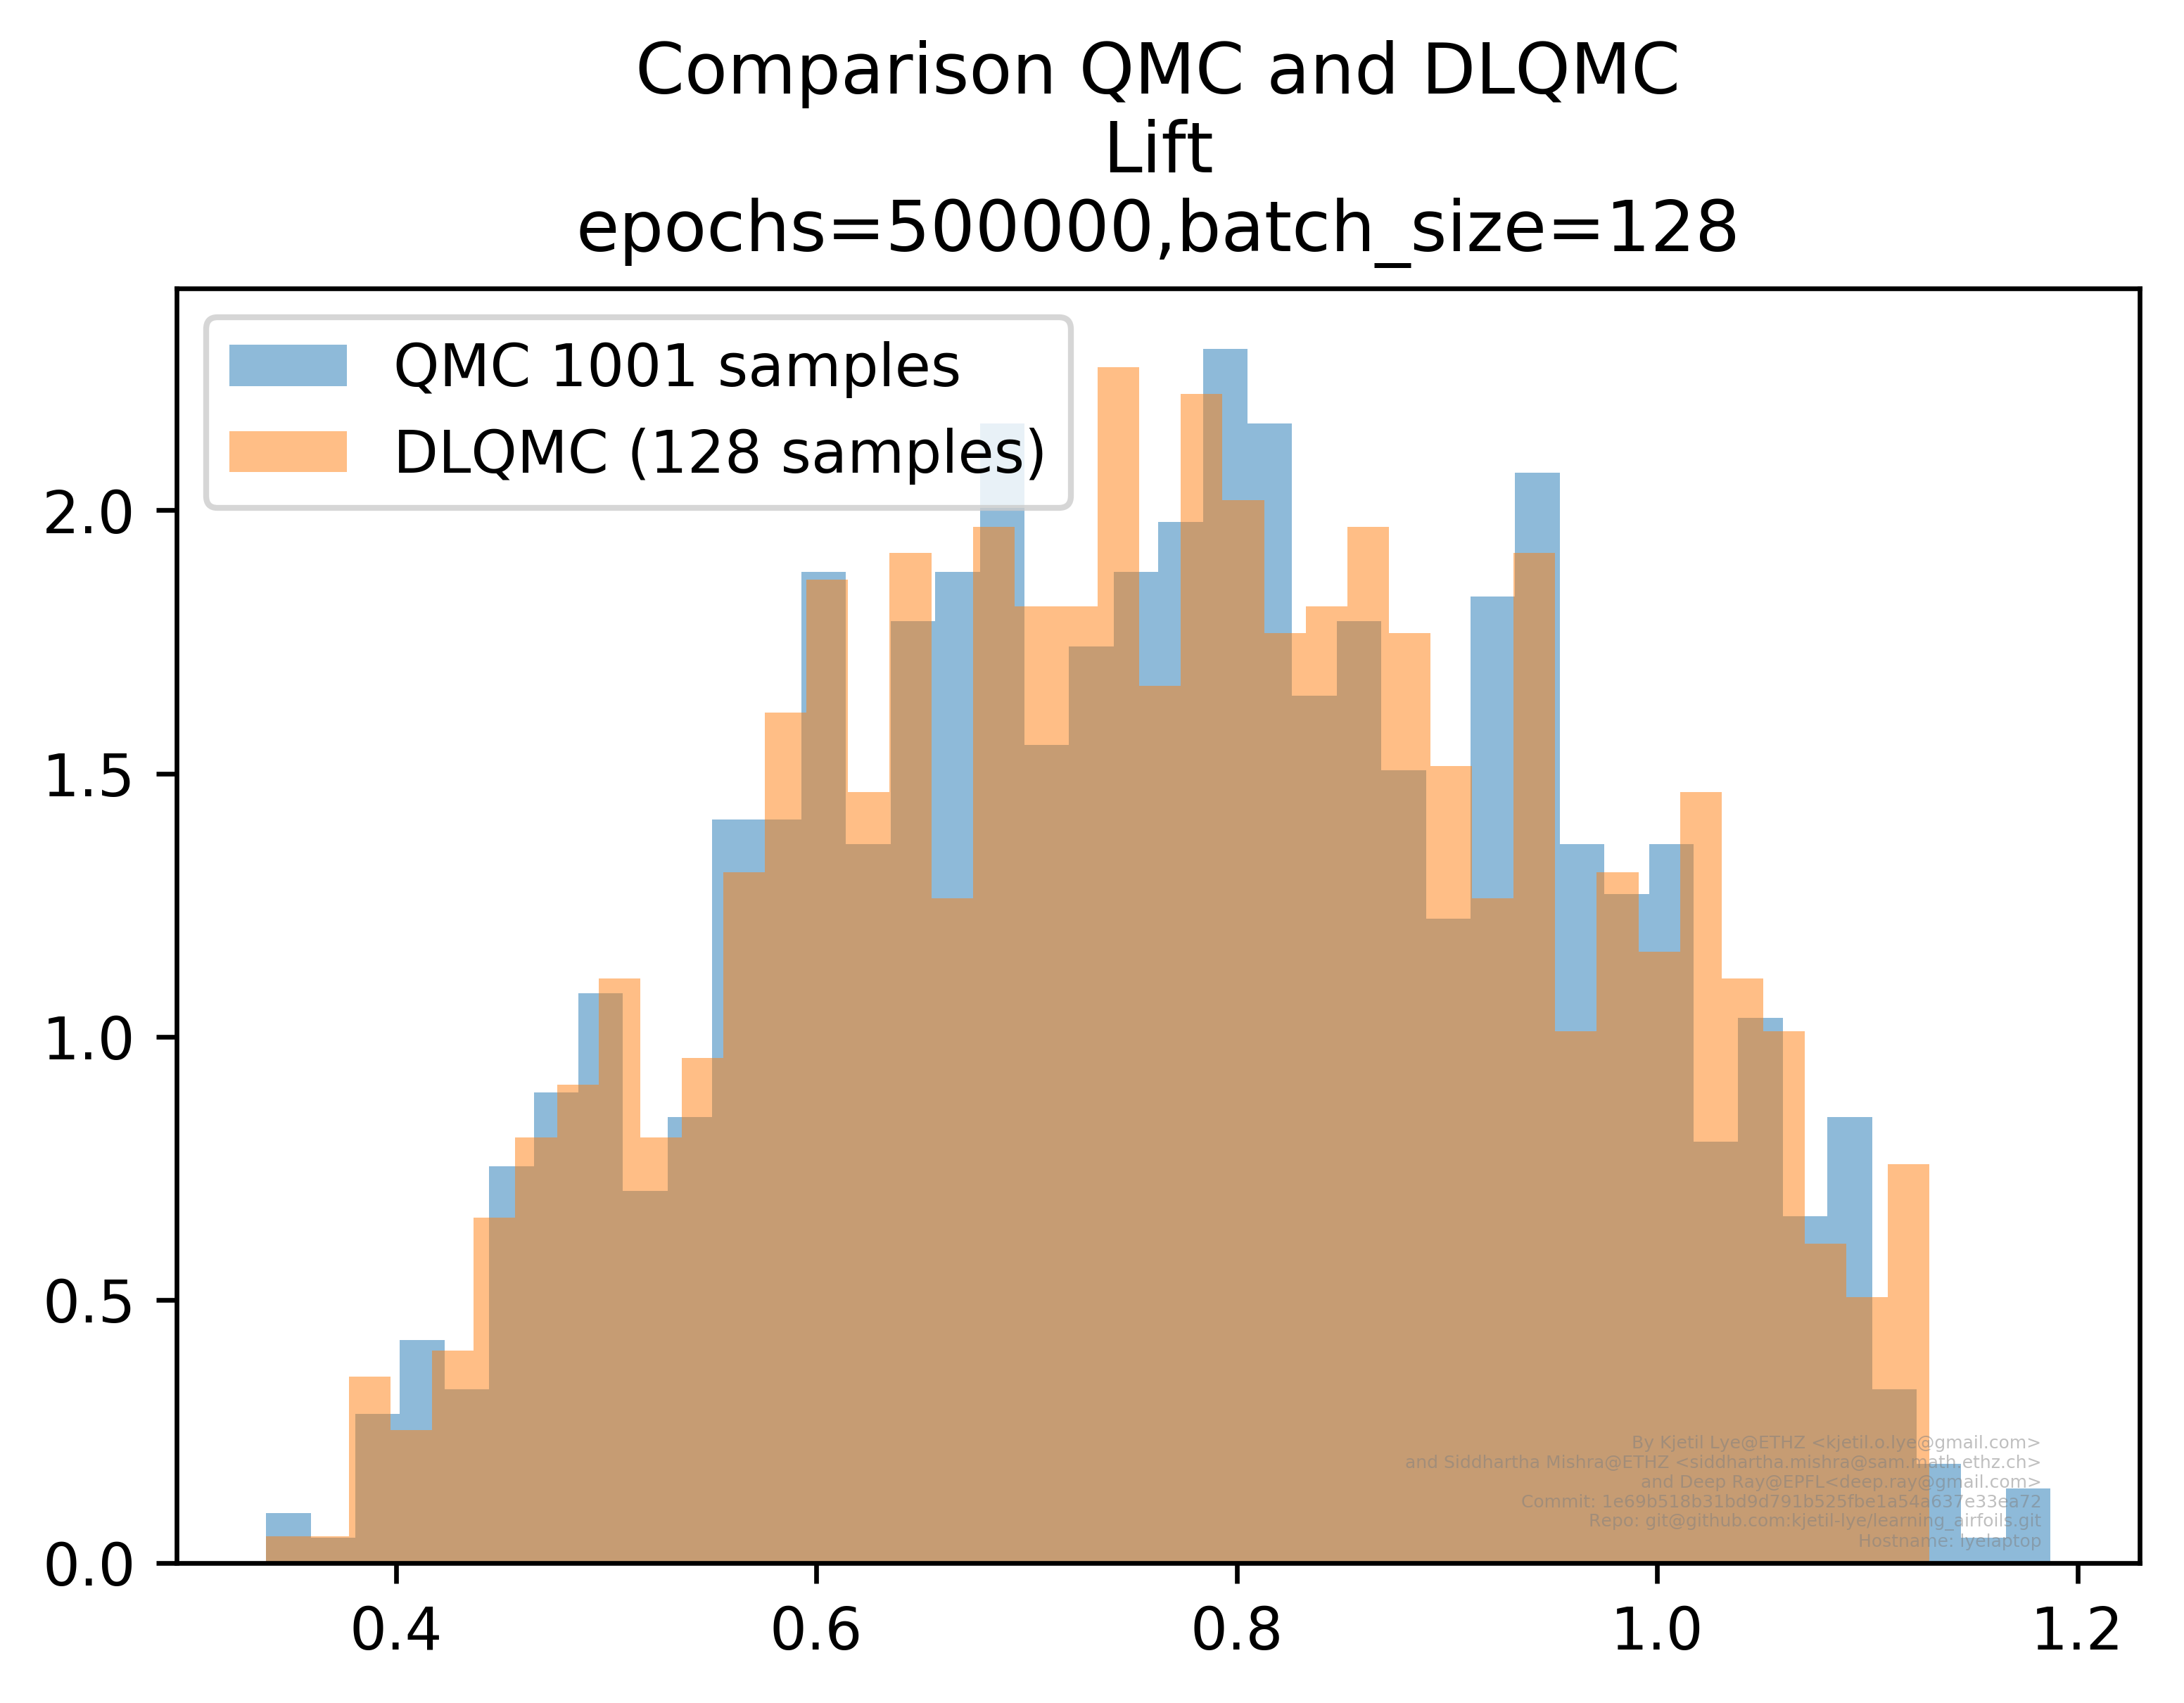 Comparison QMC and DLQMC
Lift
epochs=500000,batch_size=128
QMC 1001 samples
DLQMC (128 samples)
2.0
1.5
1.0
0.5
0.0
0.4
0.6
0.8
1.0
1.2
By Kjetil Lye@ETHZ <kjetil.o.lye@gmail.com>
and Siddhartha Mishra@ETHZ <siddhartha.mishra@sam.math.ethz.ch>
and Deep Ray@EPFL<deep.ray@gmail.com>
Commit: 1e69b518b31bd9d791b525fbe1a54a637e33ea72
Repo: git@github.com:kjetil-lye/learning_airfoils.git
Hostname: lyelaptop